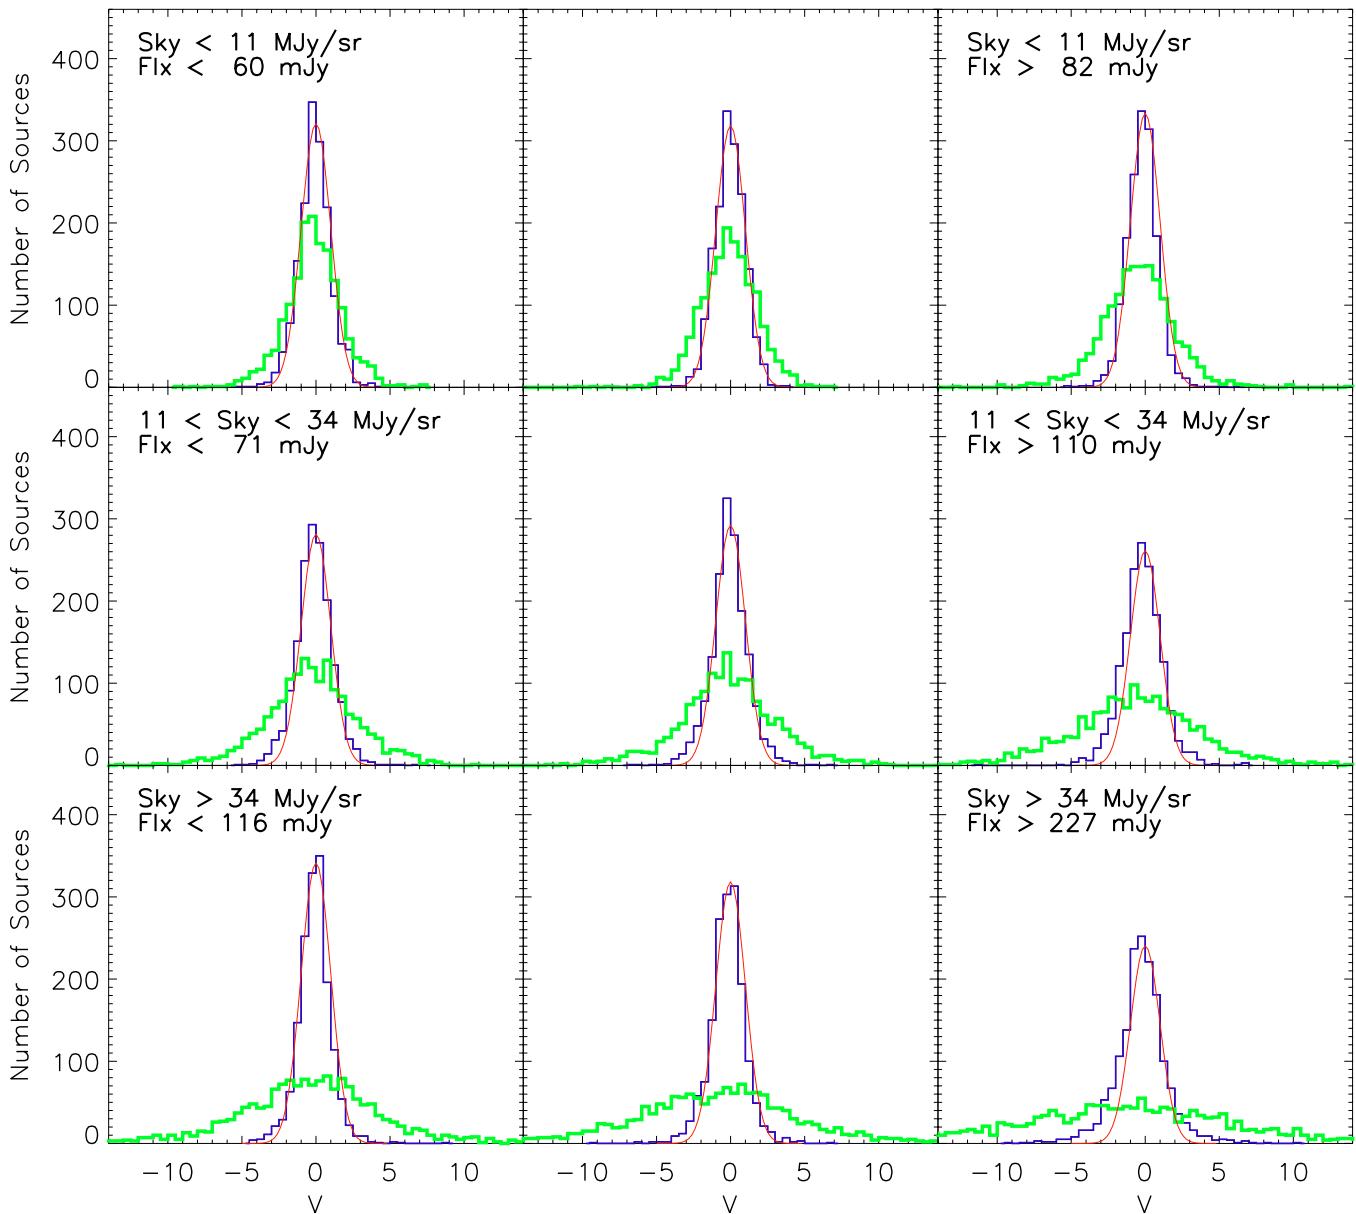 Sky < 11 MJy/sr
Flx < 60 mJy
Sky < 11 MJy/sr
Flx > 82 mJy
Number of Sources
400
300
200
100
0
11 < Sky < 34 MJy/sr
Flx < 71 mJy
11 < Sky < 34 MJy/sr
Flx > 110 mJy
Number of Sources
400
300
200
100
0
Sky > 34 MJy/sr
Flx < 116 mJy
Sky > 34 MJy/sr
Flx > 227 mJy
Number of Sources
400
300
200
100
0
−10 −5 0 5 10
−10 −5 0 5 10
−10 −5 0 5 10
V
V
V